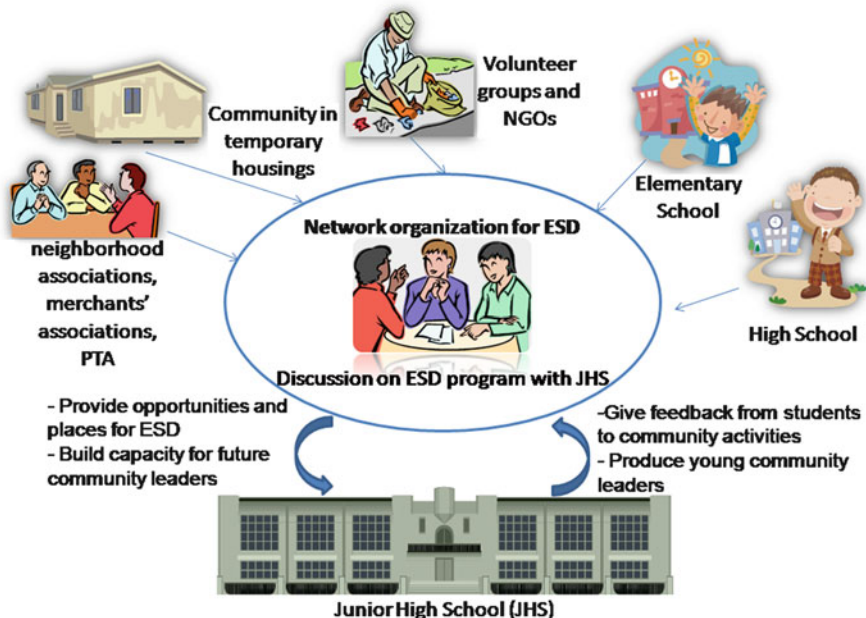 Community in
temporary
housings
Volunteer
groups and
NGOs
Elementary
School
High School
neighborhood
associations,
merchants'
associations,
PTA
Network organization for ESD
Discussion on ESD program with JHS
- Provide opportunities and
places for ESD
- Build capacity for future
community leaders
-Give feedback from students
to community activities
- Produce young community
leaders
Junior High School (JHS)